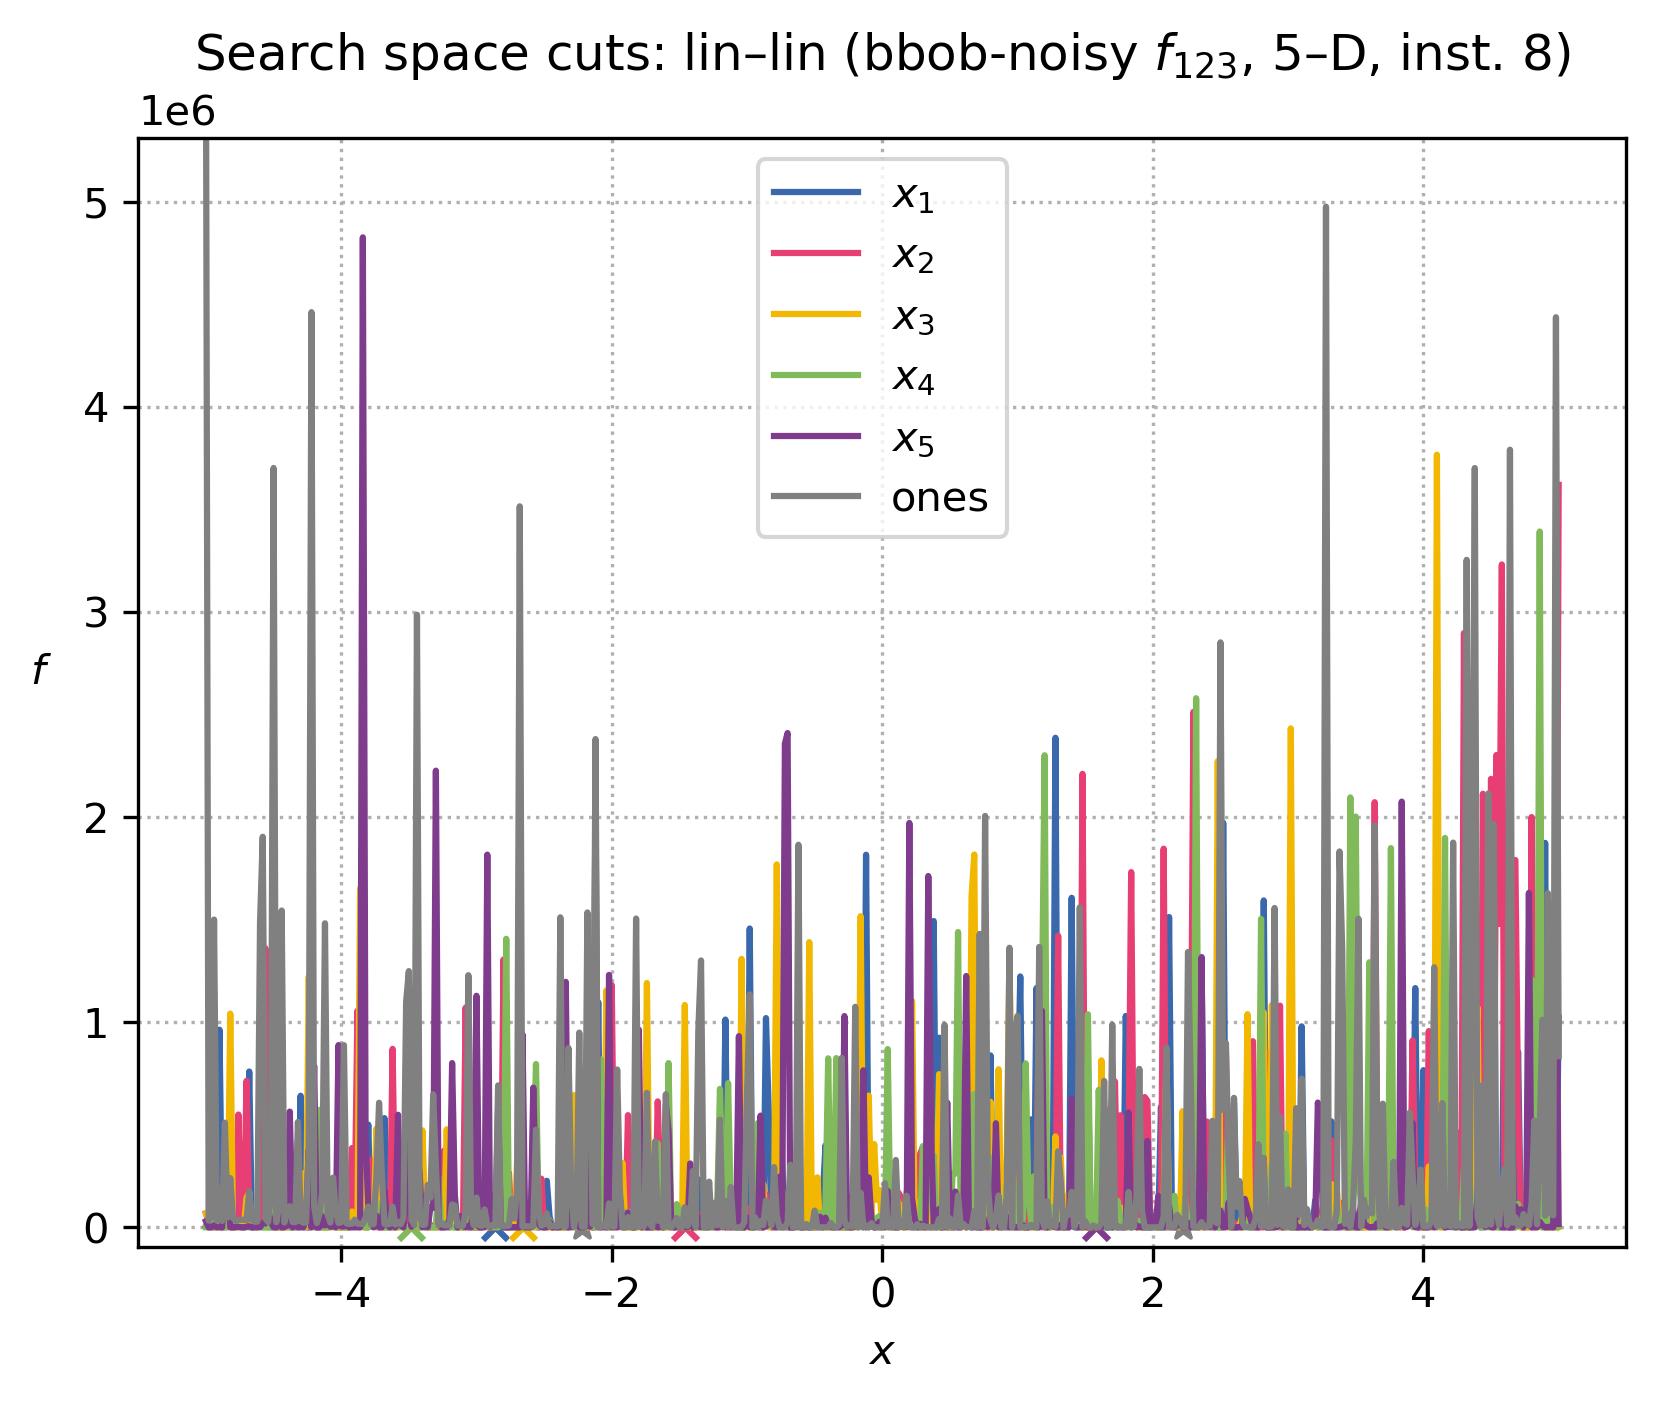 Search space cuts: lin–lin (bbob-noisy f₁₂₃, 5–D, inst. 8)
1e6
x₁
x₂
x₃
x₄
x₅
ones
5
4
3
2
1
0
f
−4 −2 0 2 4
x